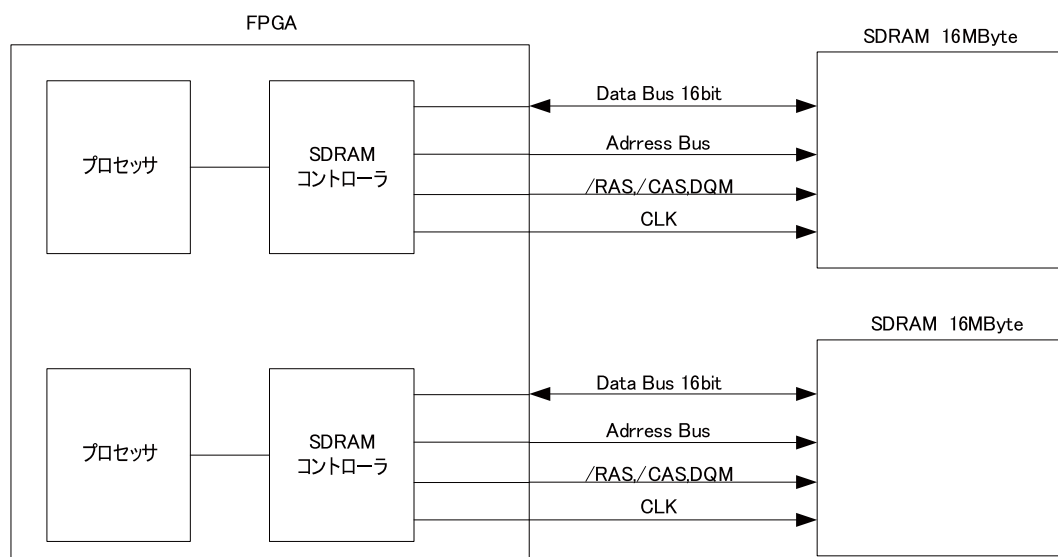 FPGA
SDRAM 16MByte
プロセッサ
SDRAM
コントローラ
Data Bus 16bit
Adrress Bus
/RAS,/CAS,DQM
CLK
SDRAM 16MByte
プロセッサ
SDRAM
コントローラ
Data Bus 16bit
Adrress Bus
/RAS,/CAS,DQM
CLK